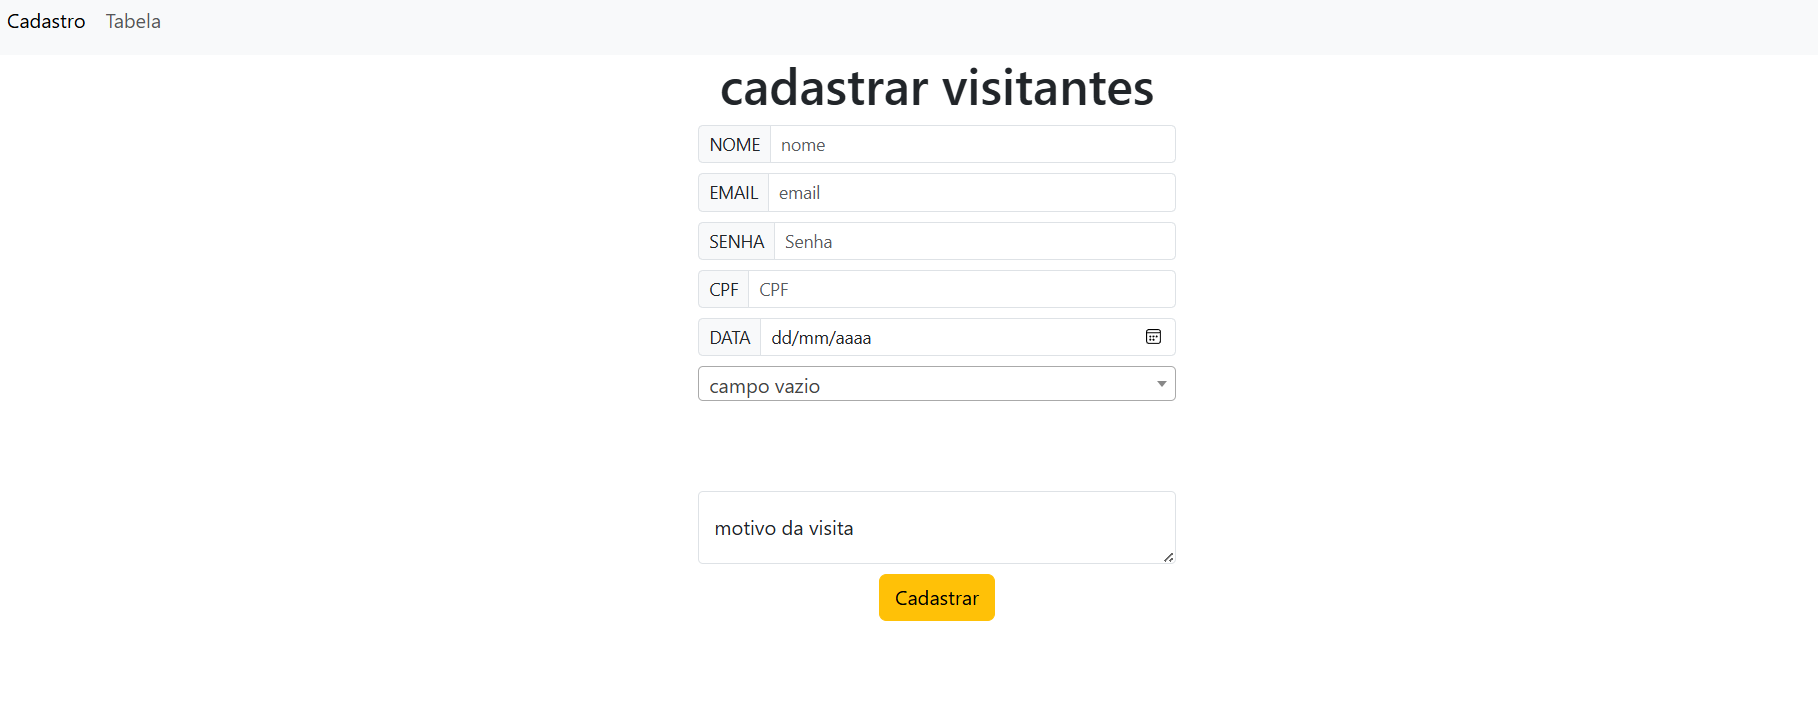 Cadastro Tabela
cadastrar visitantes
NOME nome
EMAIL email
SENHA Senha
CPF CPF
DATA dd/mm/aaaa
campo vazio
motivo da visita
Cadastrar